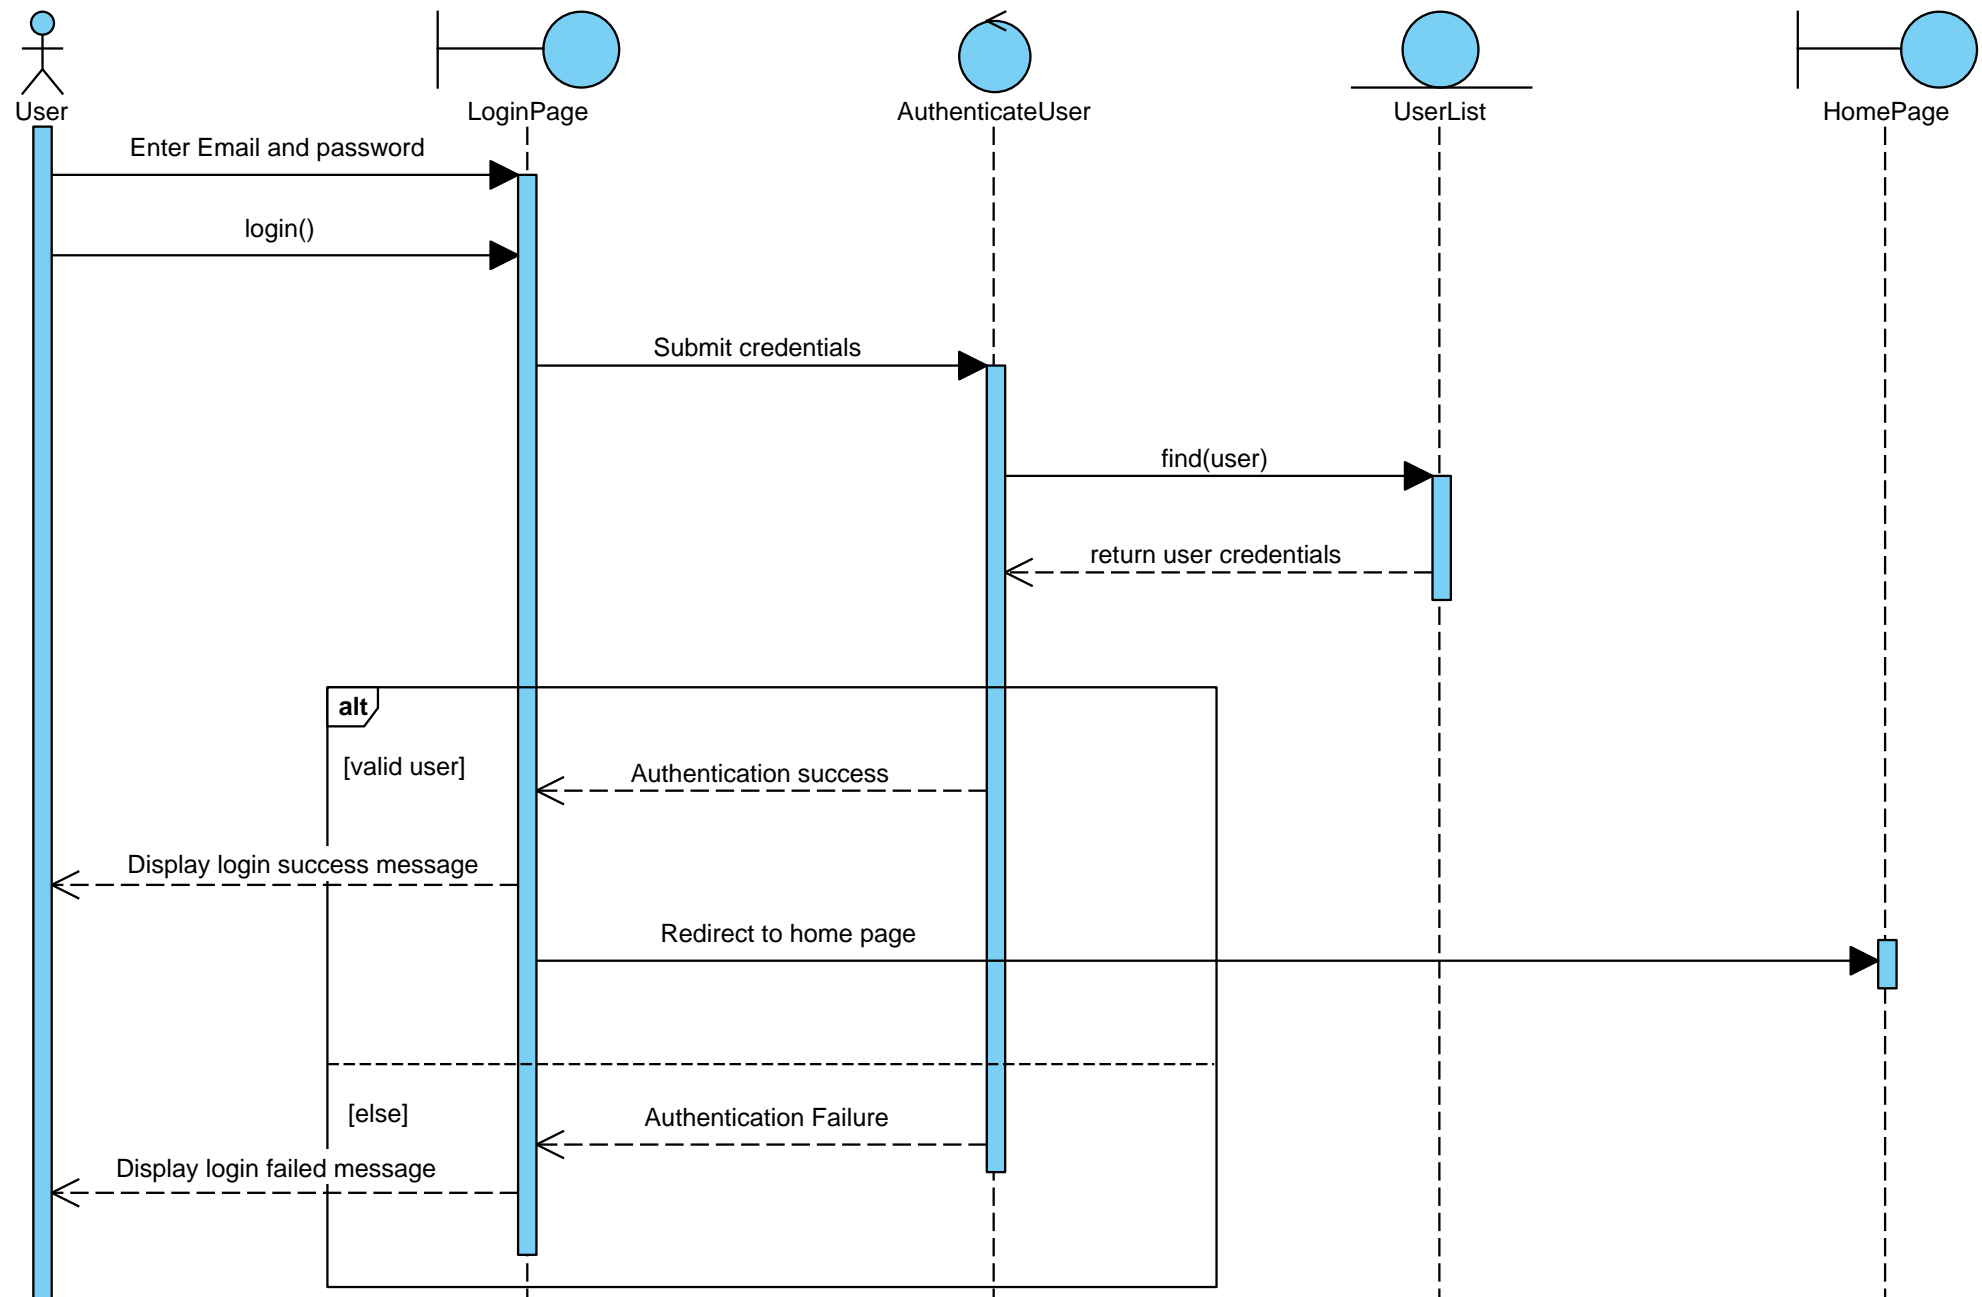 User
LoginPage
AuthenticateUser
UserList
HomePage
Enter Email and password
login()
Submit credentials
find(user)
return user credentials
alt
[valid user]
Authentication success
Display login success message
Redirect to home page
[else]
Authentication Failure
Display login failed message